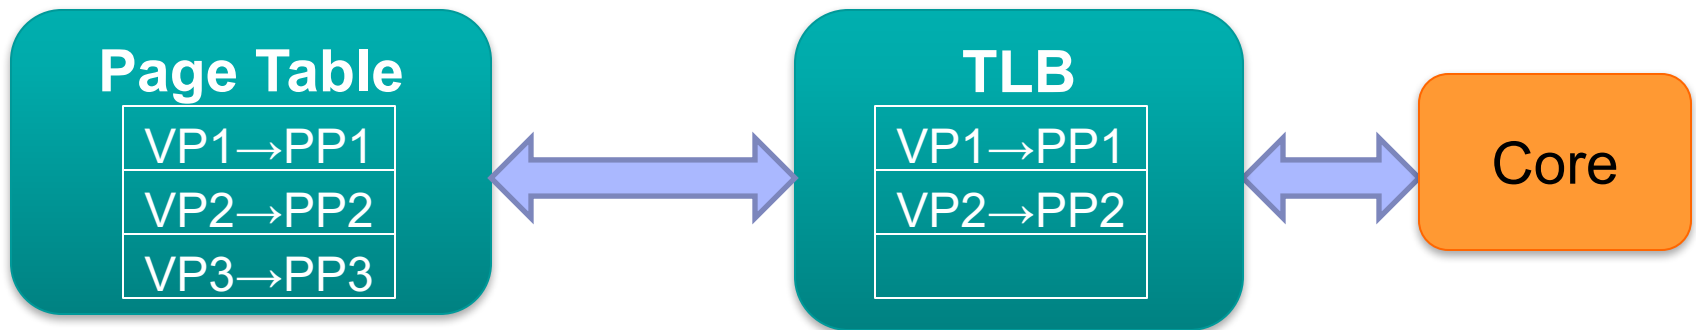 Page Table
VP1→PP1
VP2→PP2
VP3→PP3
TLB
VP1→PP1
VP2→PP2
Core